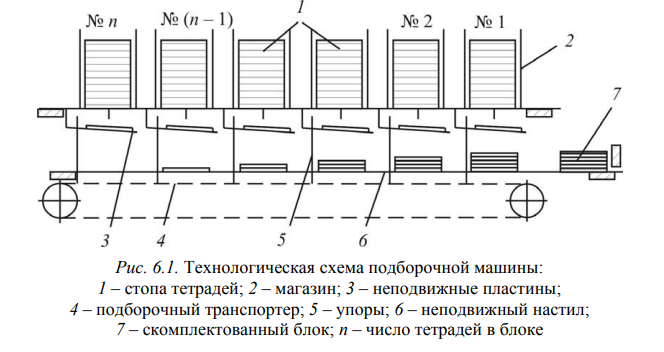 № n № (n – 1) 1 № 2 № 1
2
7
3 4 5 6
Рис. 6.1. Технологическая схема подборочной машины:
1 – стопа тетрадей; 2 – магазин; 3 – неподвижные пластины;
4 – подборочный транспортер; 5 – упоры; 6 – неподвижный настил;
7 – скомплектованный блок; n – число тетрадей в блоке